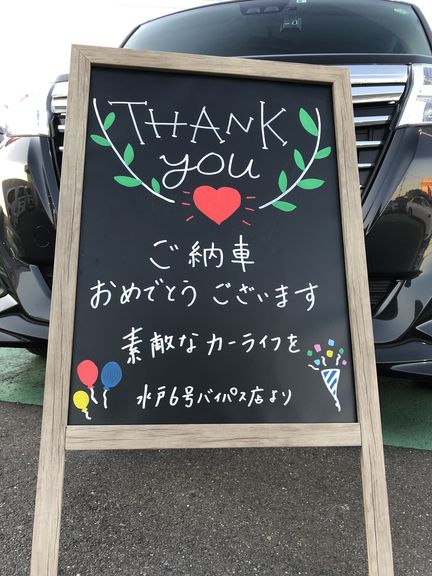 THANK
you
ご納車
おめでとうございます
素敵なカーライフを
水戸6号バイパス店より